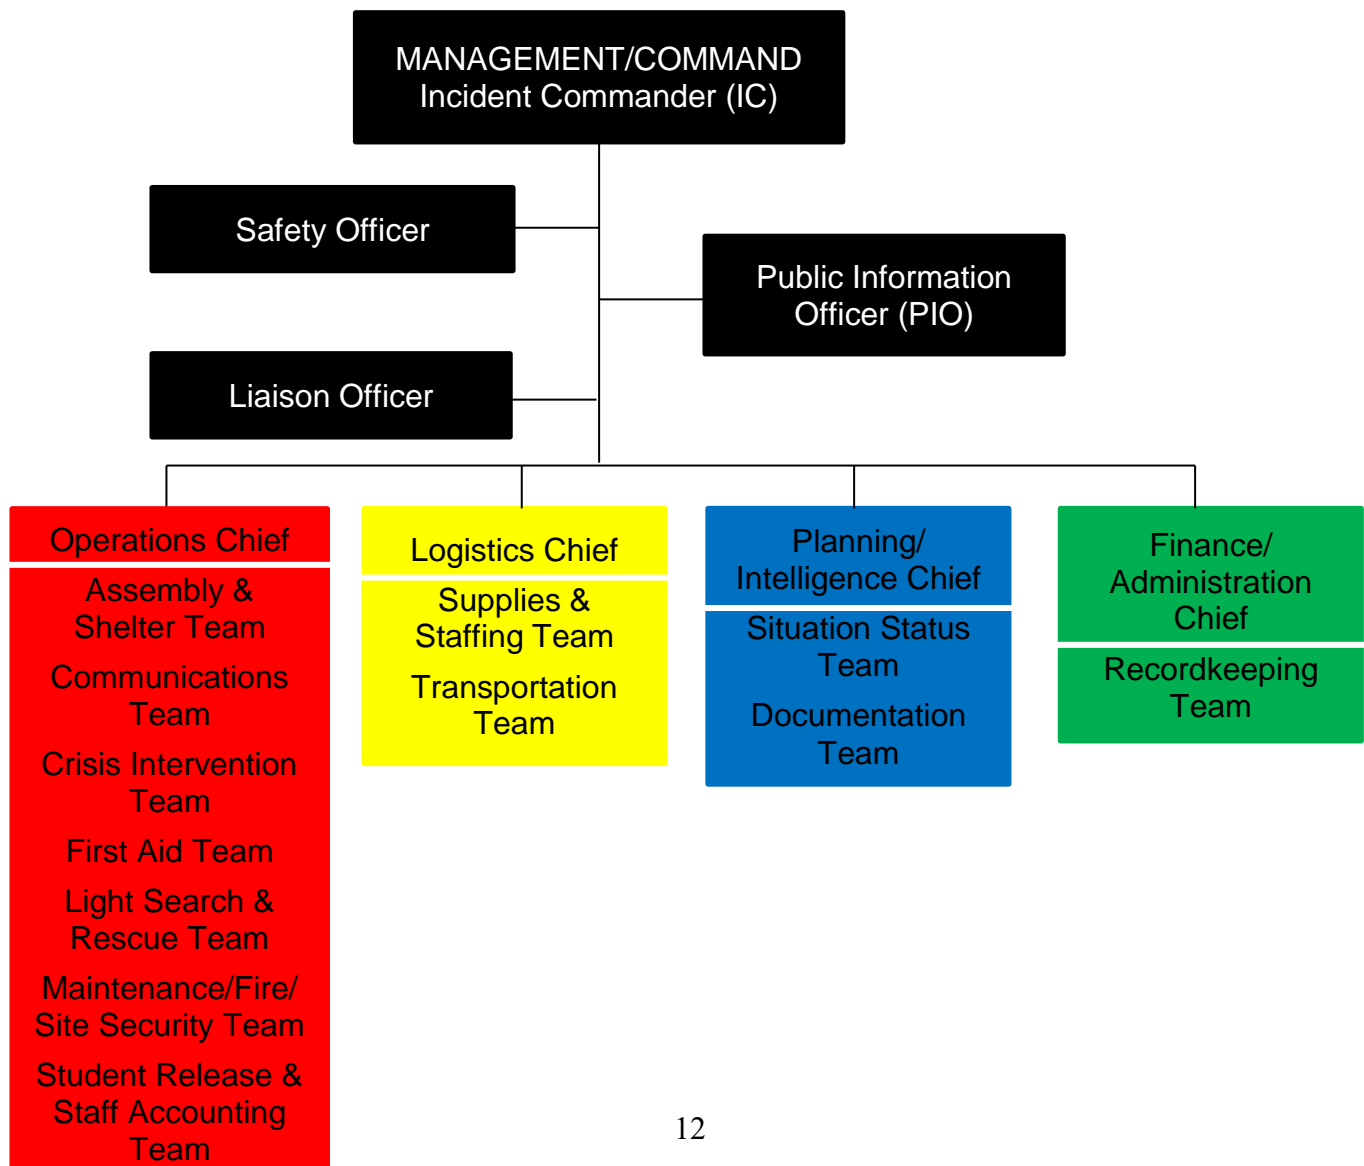 MANAGEMENT/COMMAND
Incident Commander (IC)
Safety Officer
Public Information
Officer (PIO)
Liaison Officer
Operations Chief
Assembly &
Shelter Team
Communications
Team
Crisis Intervention
Team
First Aid Team
Light Search &
Rescue Team
Maintenance/Fire/
Site Security Team
Student Release &
Staff Accounting
Team
Logistics Chief
Supplies &
Staffing Team
Transportation
Team
Planning/
Intelligence Chief
Situation Status
Team
Documentation
Team
Finance/
Administration
Chief
Recordkeeping
Team
12